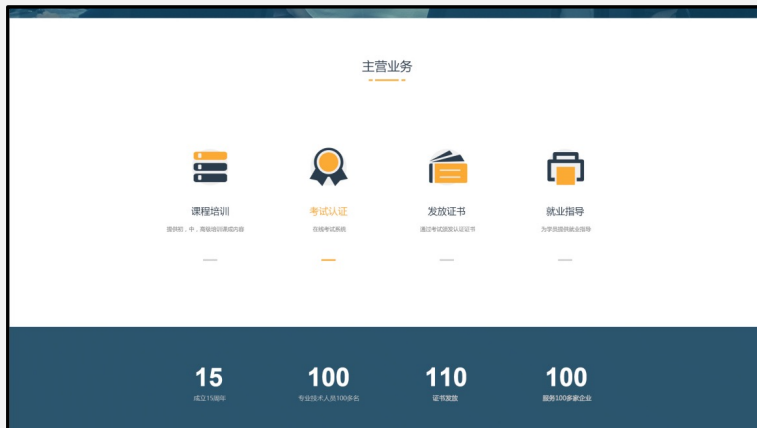 主营业务
课程培训
考试认证
发放证书
就业指导
提供初，中，高级培训课成内容
在线考试系统
通过考试颁发认证证书
为学员提供就业指导
15
100
110
100
成立15周年
专业技术人员100多名
证书发放
服务100多家企业